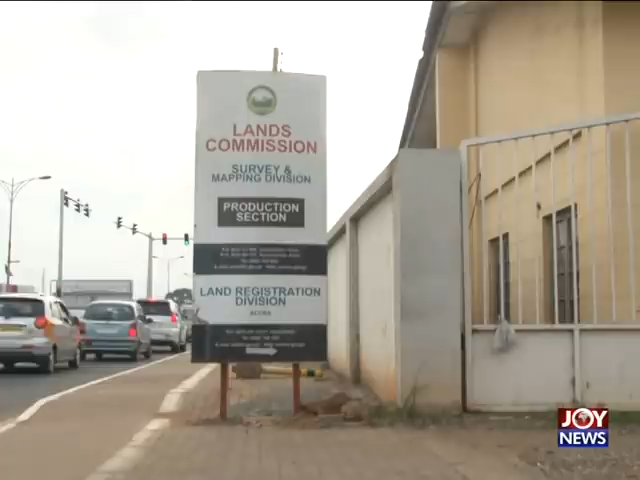 LANDS
COMMISSION
SURVEY &
MAPPING DIVISION
PRODUCTION
SECTION
LAND REGISTRATION
DIVISION
ACCRA
JOY
NEWS